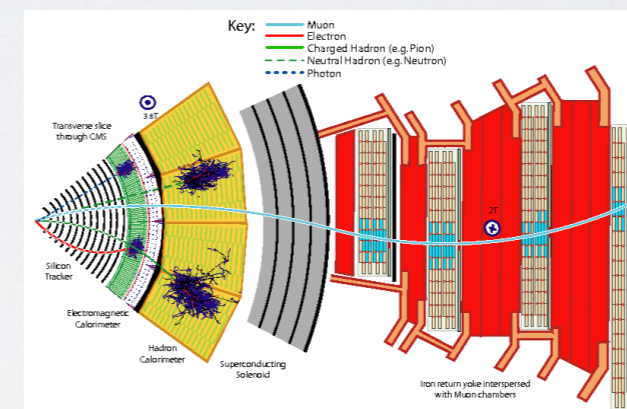 Key:
Muon
Electron
Charged Hadron (e.g. Pion)
Neutral Hadron (e.g. Neutron)
Photon
3.8T
Transverse slice
through CMS
2T
Silicon
Tracker
Electromagnetic
Calorimeter
Hadron
Calorimeter
Superconducting
Solenoid
Iron return yoke interspersed
with Muon chambers